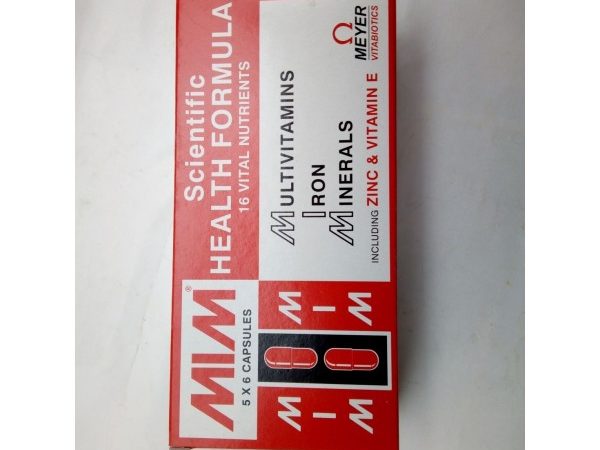 MIM®
5 X 6 CAPSULES
Scientific
HEALTH FORMULA
16 VITAL NUTRIENTS
MULTIVITAMINS
IRON
MINERALS
INCLUDING ZINC & VITAMIN E
MEYER
VITABIOTICS
M I M
M I M
M I M
M I M